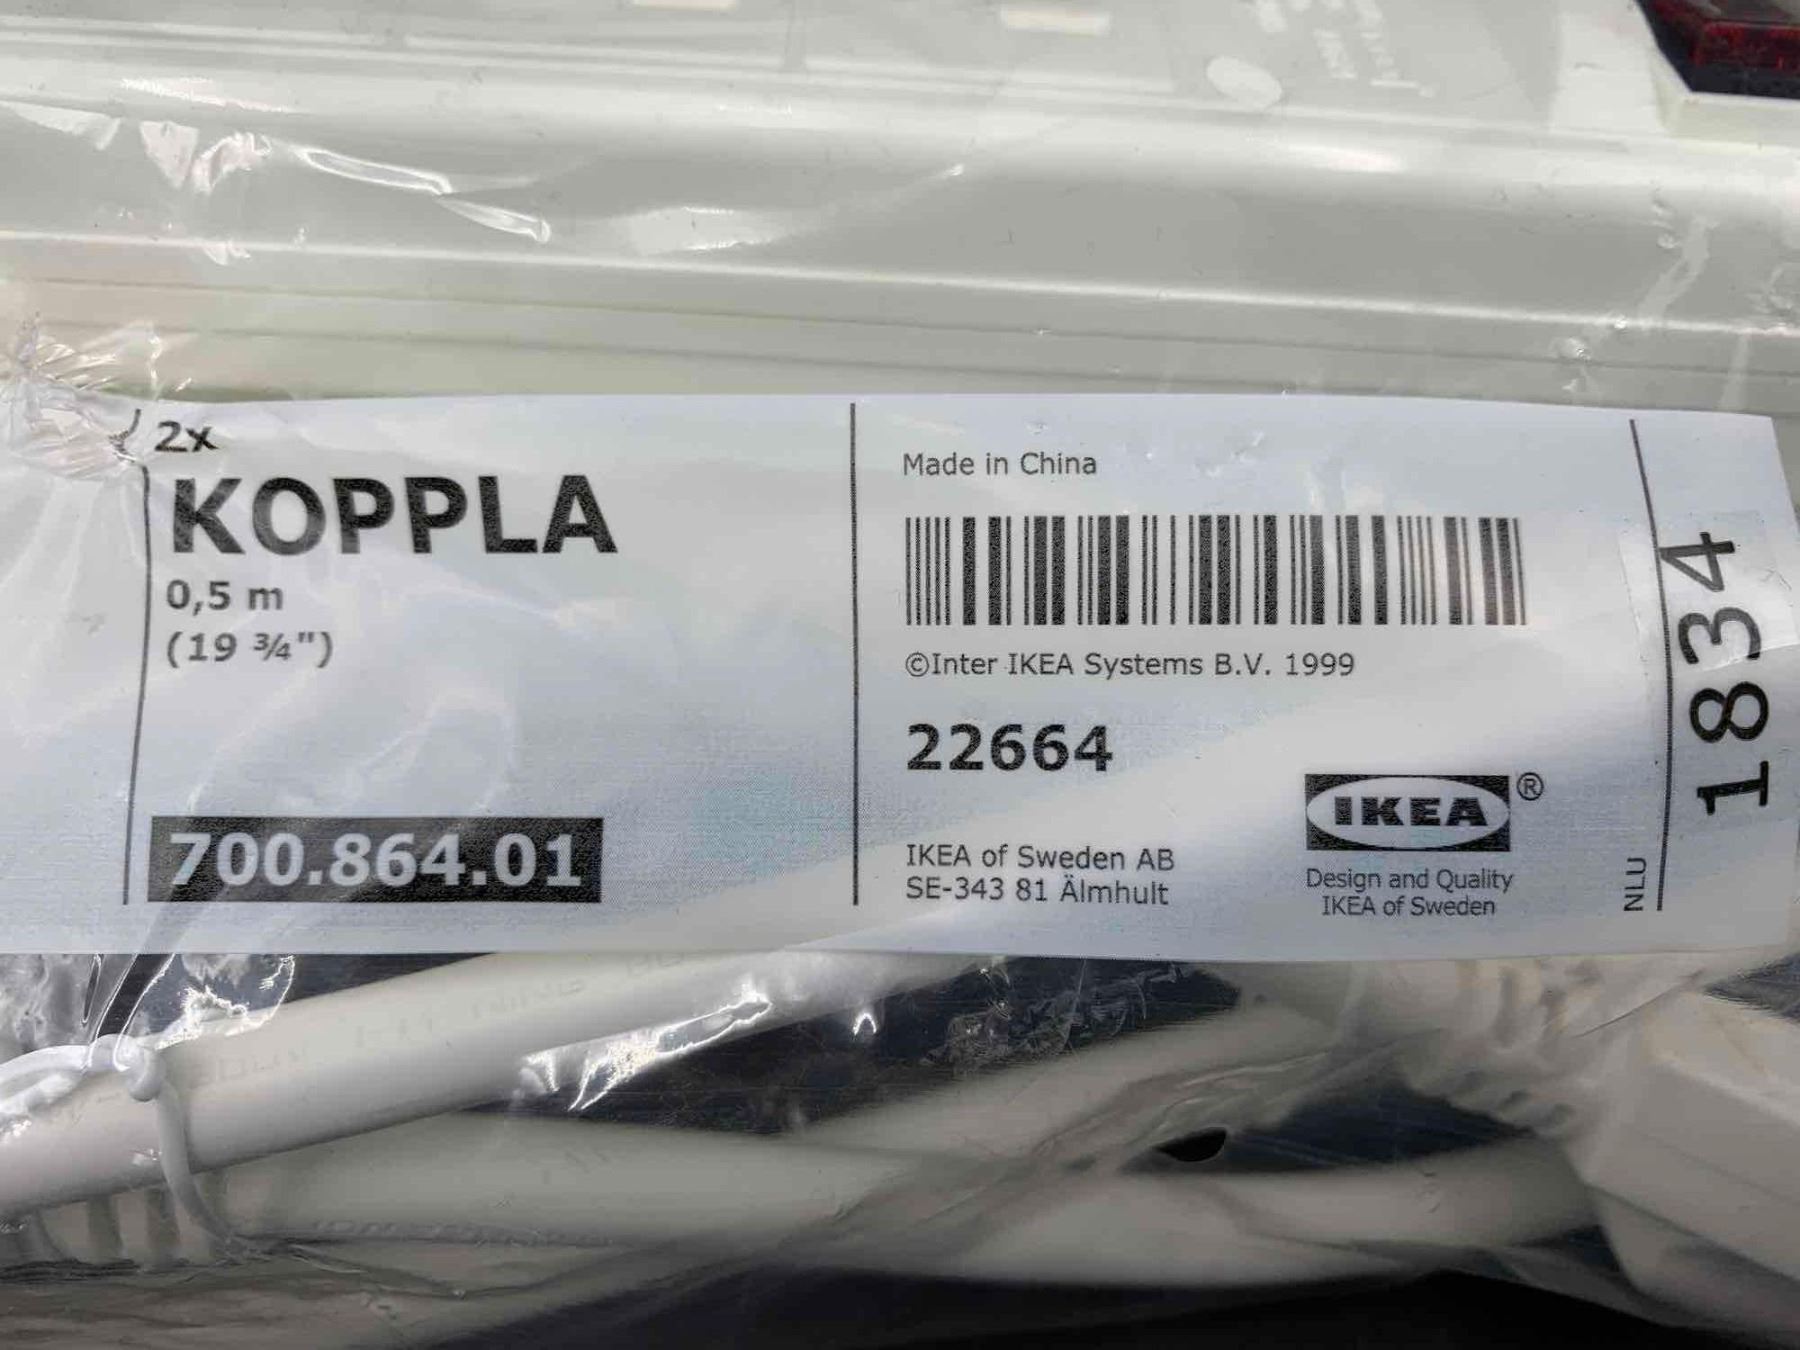 2x
KOPPLA
0,5 m
(19 ¾")
700.864.01
Made in China
©Inter IKEA Systems B.V. 1999
22664
IKEA of Sweden AB
SE-343 81 Älmhult
IKEA®
Design and Quality
IKEA of Sweden
NLU
1834